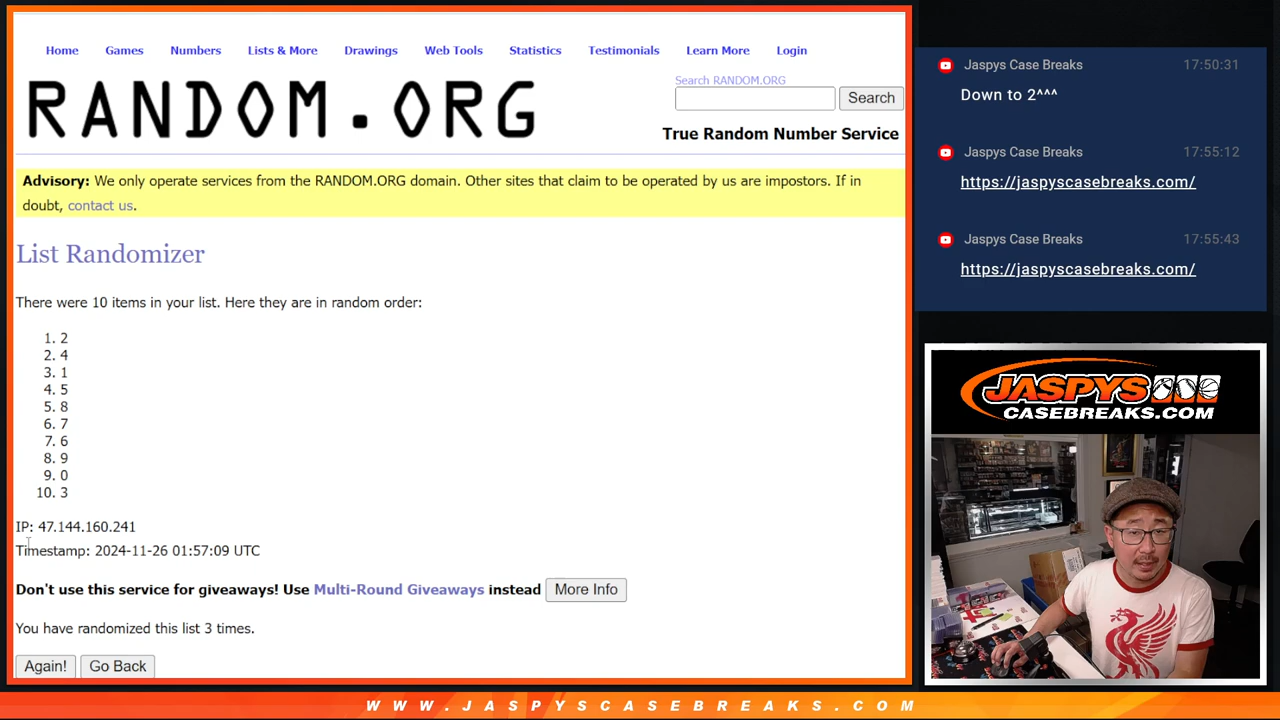 Home Games Numbers Lists & More Drawings Web Tools Statistics Testimonials Learn More Login
RANDOM.ORG
Search RANDOM.ORG
Search
True Random Number Service
Advisory: We only operate services from the RANDOM.ORG domain. Other sites that claim to be operated by us are impostors. If in
doubt, contact us.
List Randomizer
There were 10 items in your list. Here they are in random order:
1. 2
2. 4
3. 1
4. 5
5. 8
6. 7
7. 6
8. 9
9. 0
10. 3
IP: 47.144.160.241
Timestamp: 2024-11-26 01:57:09 UTC
Don't use this service for giveaways! Use Multi-Round Giveaways instead More Info
You have randomized this list 3 times.
Again! Go Back
Jaspys Case Breaks 17:50:31
Down to 2^^^
Jaspys Case Breaks 17:55:12
https://jaspyscasebreaks.com/
Jaspys Case Breaks 17:55:43
https://jaspyscasebreaks.com/
JASPYS
CASEBREAKS.COM
WWW.JASPYSCASEBREAKS.COM